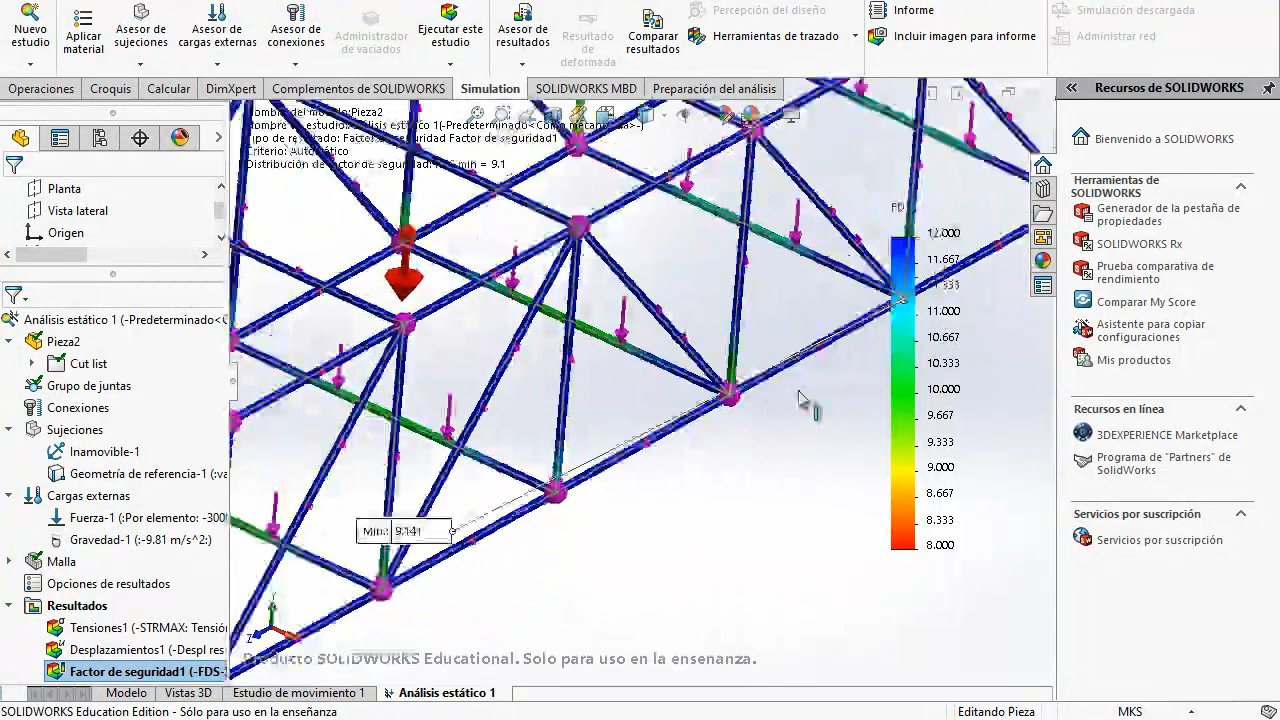 Nuevo estudio
Aplicar material
Asesor de sujeciones
Asesor de cargas externas
Asesor de conexiones
Administrador de vaciados
Ejecutar este estudio
Asesor de resultados
Resultado de deformada
Comparar resultados
Percepción del diseño
Herramientas de trazado
Informe
Incluir imagen para informe
Simulación descargada
Administrar red
Operaciones
Croquis
Calcular
DimXpert
Complementos de SOLIDWORKS
Simulation
SOLIDWORKS MBD
Preparación del análisis
Recursos de SOLIDWORKS
Bienvenido a SOLIDWORKS
Herramientas de SOLIDWORKS
Generador de la pestaña de propiedades
SOLIDWORKS Rx
Prueba comparativa de rendimiento
Comparar My Score
Asistente para copiar configuraciones
Mis productos
Recursos en línea
3DEXPERIENCE Marketplace
Programa de "Partners" de SolidWorks
Servicios por suscripción
Servicios por suscripción
Planta
Vista lateral
Origen
Análisis estático 1 (-Predeterminado<
Pieza2
Cut list
Grupo de juntas
Conexiones
Sujeciones
Inamovible-1
Geometría de referencia-1 (:va
Cargas externas
Fuerza-1 (:Por elemento: -300
Gravedad-1 (:-9.81 m/s^2:)
Malla
Opciones de resultados
Resultados
Tensiones1 (-STRMAX: Tensió
Desplazamientos1 (-Despl res
Factor de seguridad1 (-FDS-
min = 9.1
12.000
11.667
11.000
10.667
10.333
10.000
9.667
9.333
9.000
8.667
8.333
8.000
Min.: 9.141
Y
Z
Producto SOLIDWORKS Educational. Solo para uso en la ensenanza.
Modelo
Vistas 3D
Estudio de movimiento 1
Análisis estático 1
SOLIDWORKS Education Edition - Sólo para uso en la enseñanza
Editando Pieza
MKS